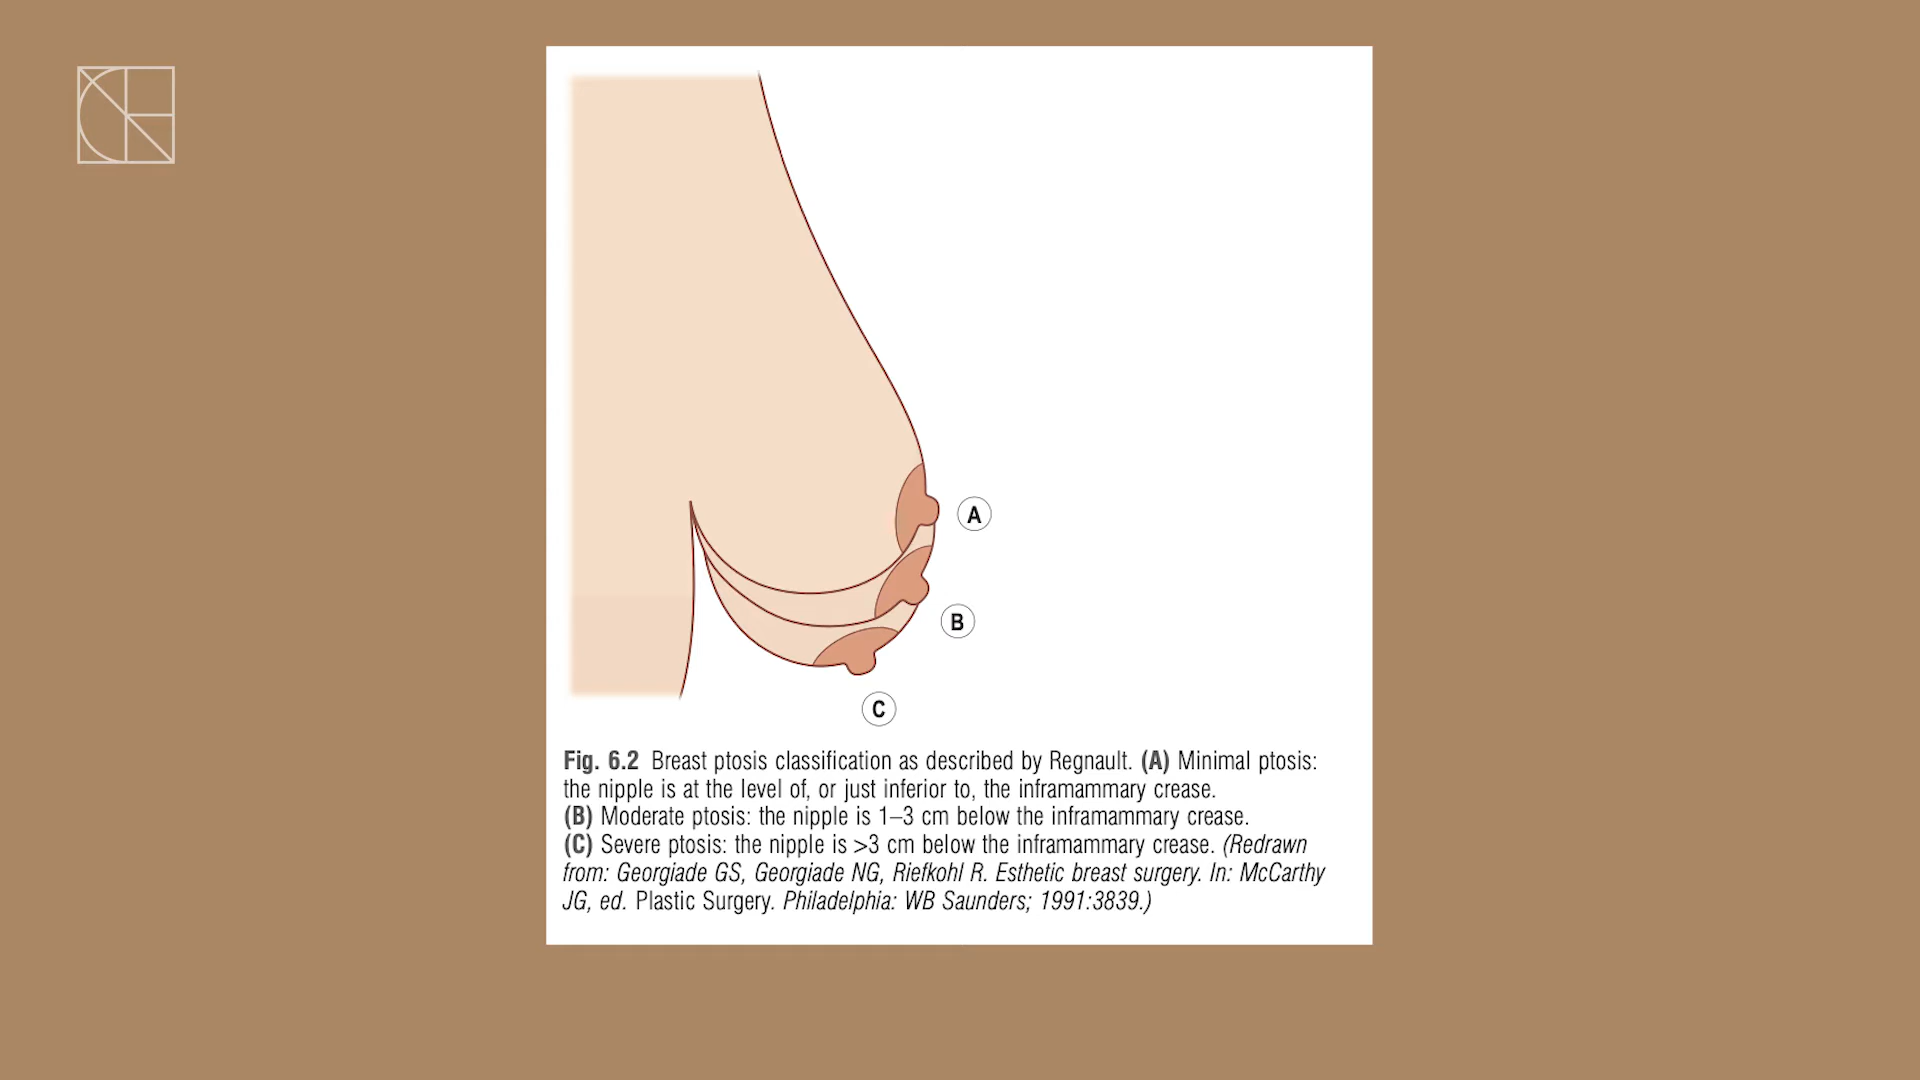 A
B
C
Fig. 6.2 Breast ptosis classification as described by Regnault. (A) Minimal ptosis:
the nipple is at the level of, or just inferior to, the inframammary crease.
(B) Moderate ptosis: the nipple is 1–3 cm below the inframammary crease.
(C) Severe ptosis: the nipple is >3 cm below the inframammary crease. (Redrawn
from: Georgiade GS, Georgiade NG, Riefkohl R. Esthetic breast surgery. In: McCarthy
JG, ed. Plastic Surgery. Philadelphia: WB Saunders; 1991:3839.)